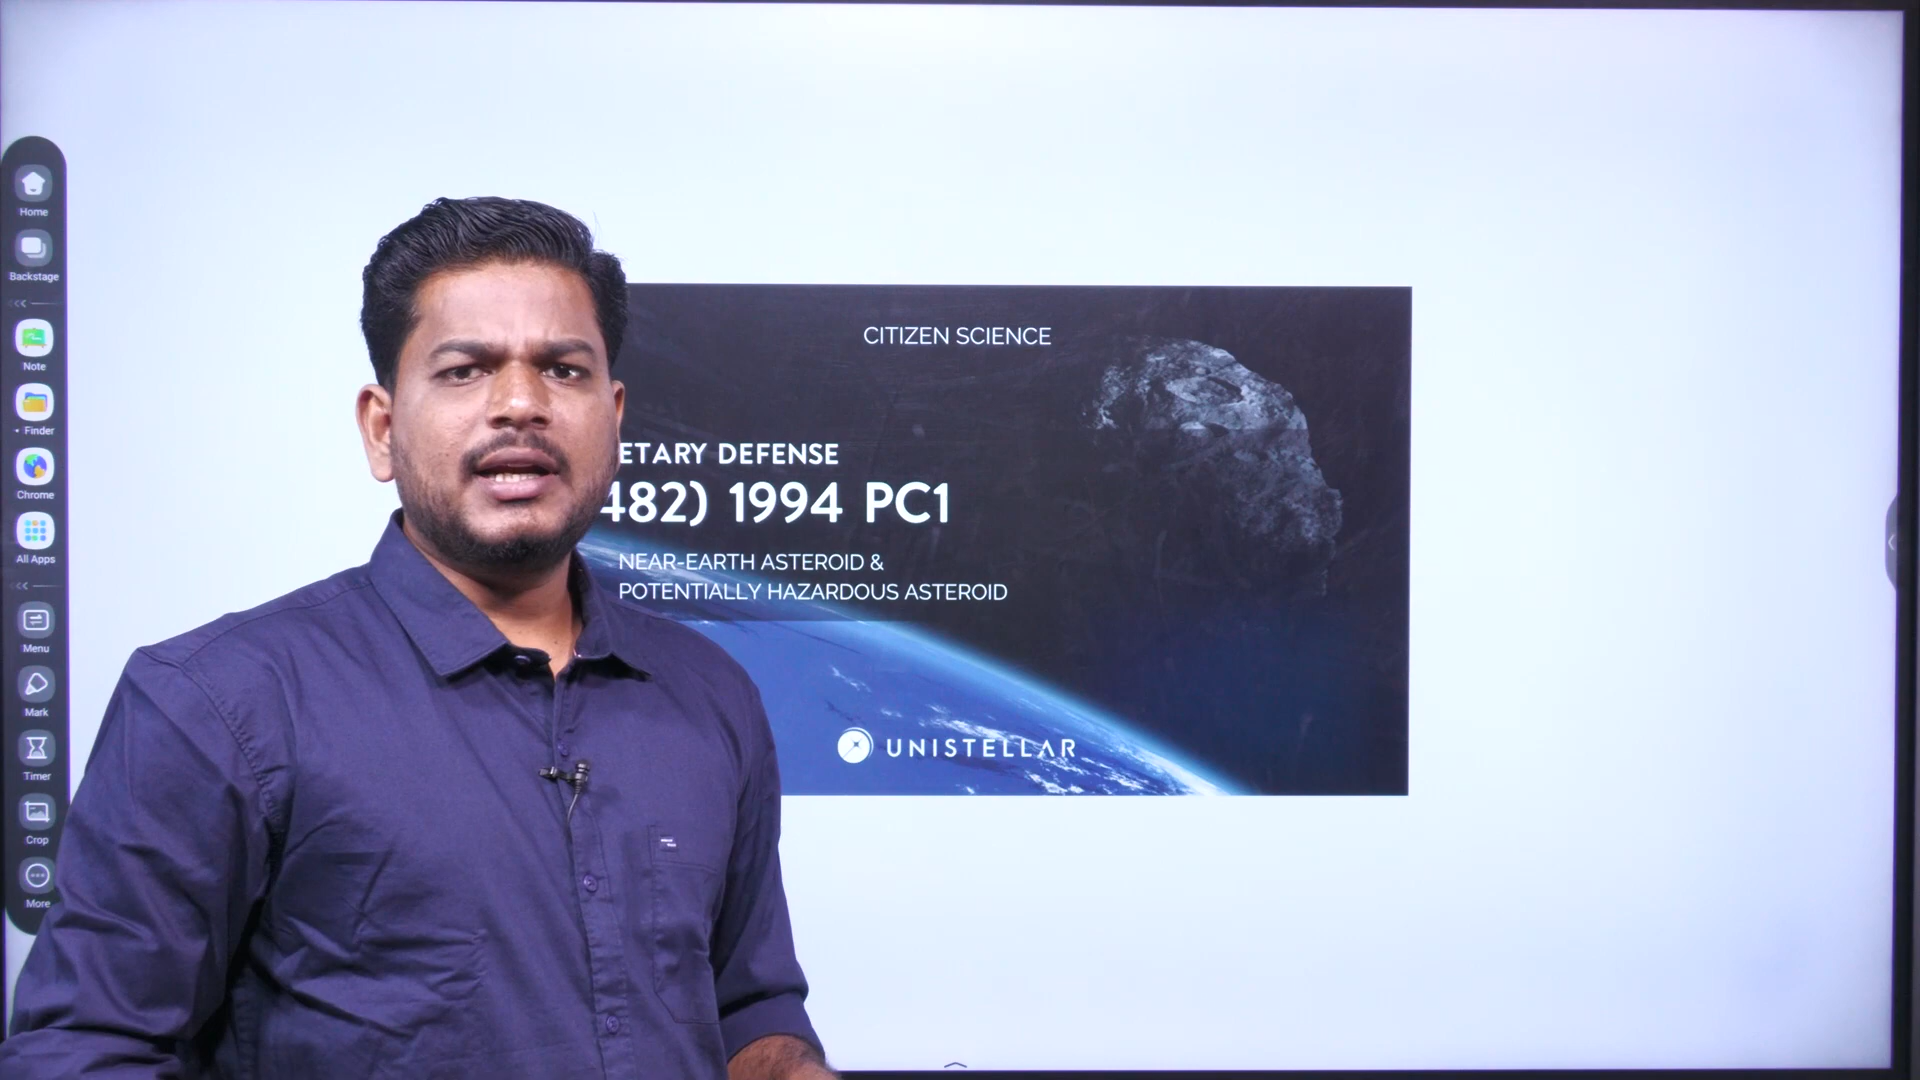 Home
Backstage
Note
Finder
Chrome
All Apps
Menu
Mark
Timer
Crop
More
CITIZEN SCIENCE
ETARY DEFENSE
482) 1994 PC1
NEAR-EARTH ASTEROID &
POTENTIALLY HAZARDOUS ASTEROID
UNISTELLAR